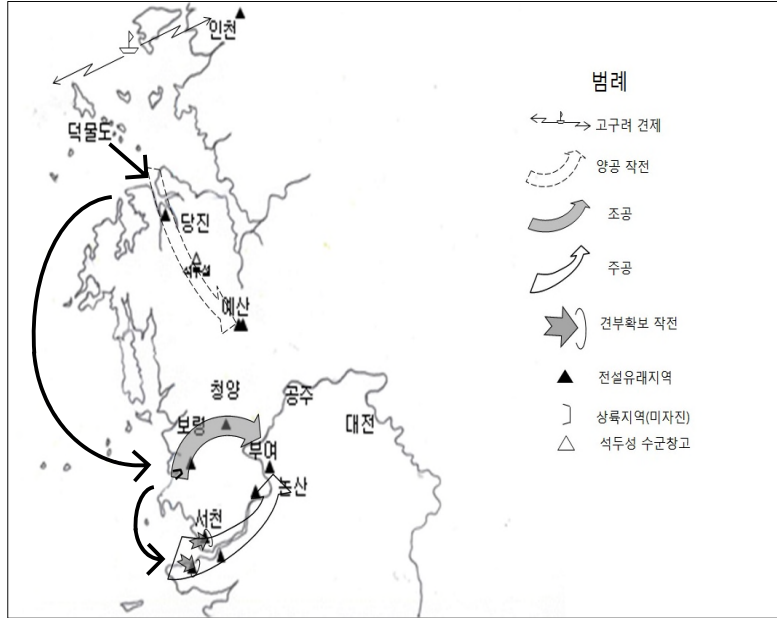 인천
덕물도
당진
석두성
예산
청양
공주
보령
대전
부여
논산
서천
범례
고구려 견제
양공 작전
조공
주공
견부확보 작전
전설유래지역
상륙지역(미자진)
석두성 수군창고